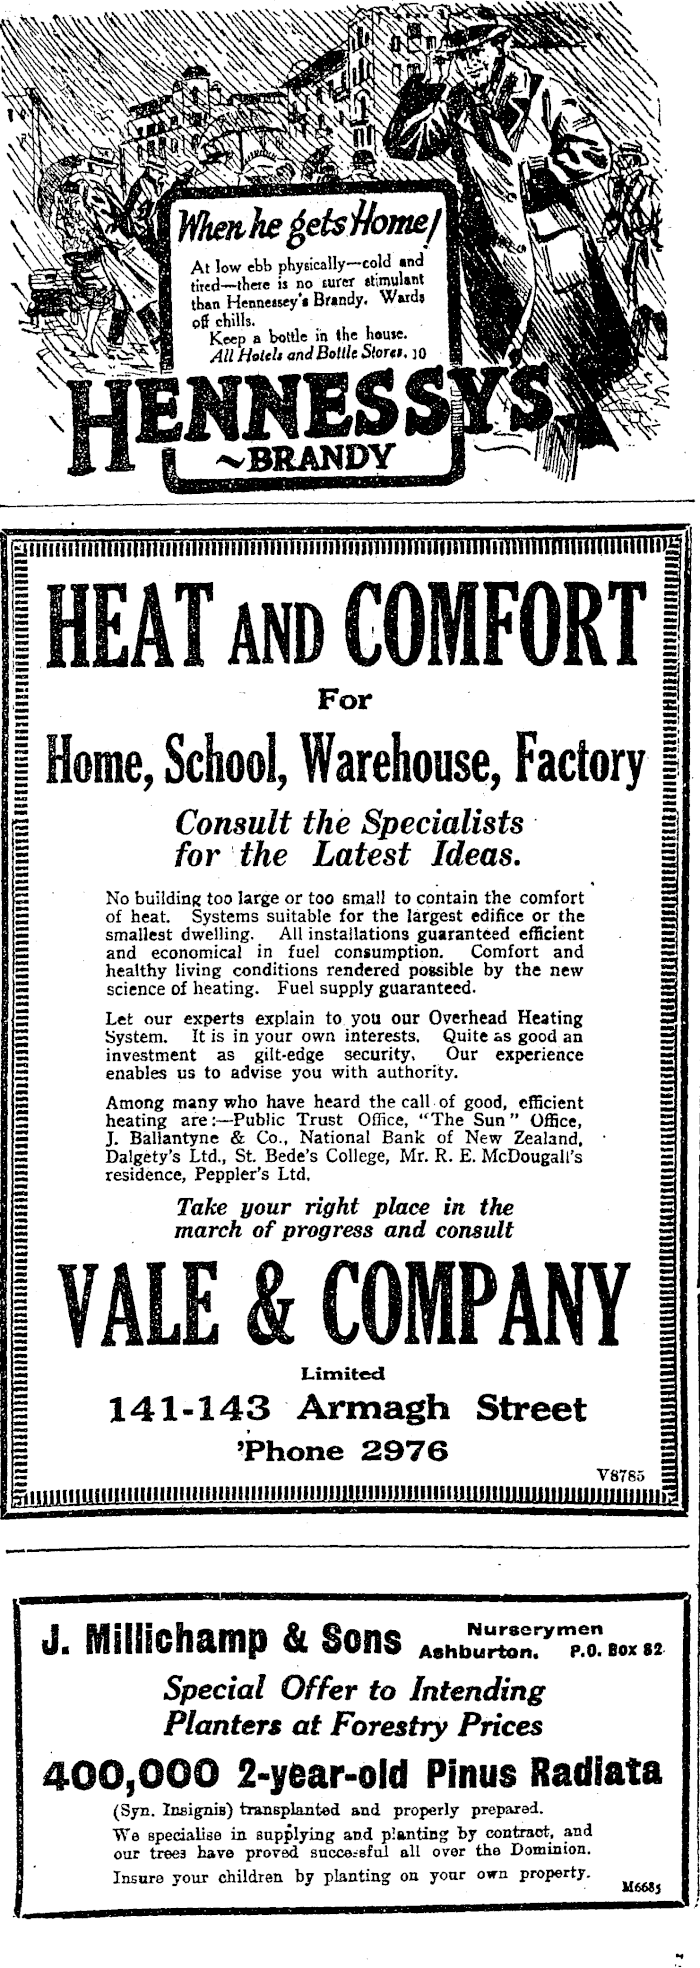 When he gets Home!
At low ebb physically—cold and
tired—there is no surer stimulant
than Hennessey's Brandy. Wards
off chills.
Keep a bottle in the house.
All Hotels and Bottle Stores. 10
HENNESSY'S
~BRANDY
HEAT AND COMFORT
For
Home, School, Warehouse, Factory
Consult the Specialists
for the Latest Ideas.
No building too large or too small to contain the comfort
of heat. Systems suitable for the largest edifice or the
smallest dwelling. All installations guaranteed efficient
and economical in fuel consumption. Comfort and
healthy living conditions rendered possible by the new
science of heating. Fuel supply guaranteed.
Let our experts explain to you our Overhead Heating
System. It is in your own interests. Quite as good an
investment as gilt-edge security. Our experience
enables us to advise you with authority.
Among many who have heard the call of good, efficient
heating are:—Public Trust Office, "The Sun" Office,
J. Ballantyne & Co., National Bank of New Zealand,
Dalgety's Ltd., St. Bede's College, Mr. R. E. McDougall's
residence, Peppler's Ltd.
Take your right place in the
march of progress and consult
VALE & COMPANY
Limited
141-143 Armagh Street
'Phone 2976
V8785
J. Millichamp & Sons Nurserymen
Ashburton. P.O. Box 82
Special Offer to Intending
Planters at Forestry Prices
400,000 2-year-old Pinus Radiata
(Syn. Insignis) transplanted and properly prepared.
We specialise in supplying and planting by contract, and
our trees have proved successful all over the Dominion.
Insure your children by planting on your own property.
M6685